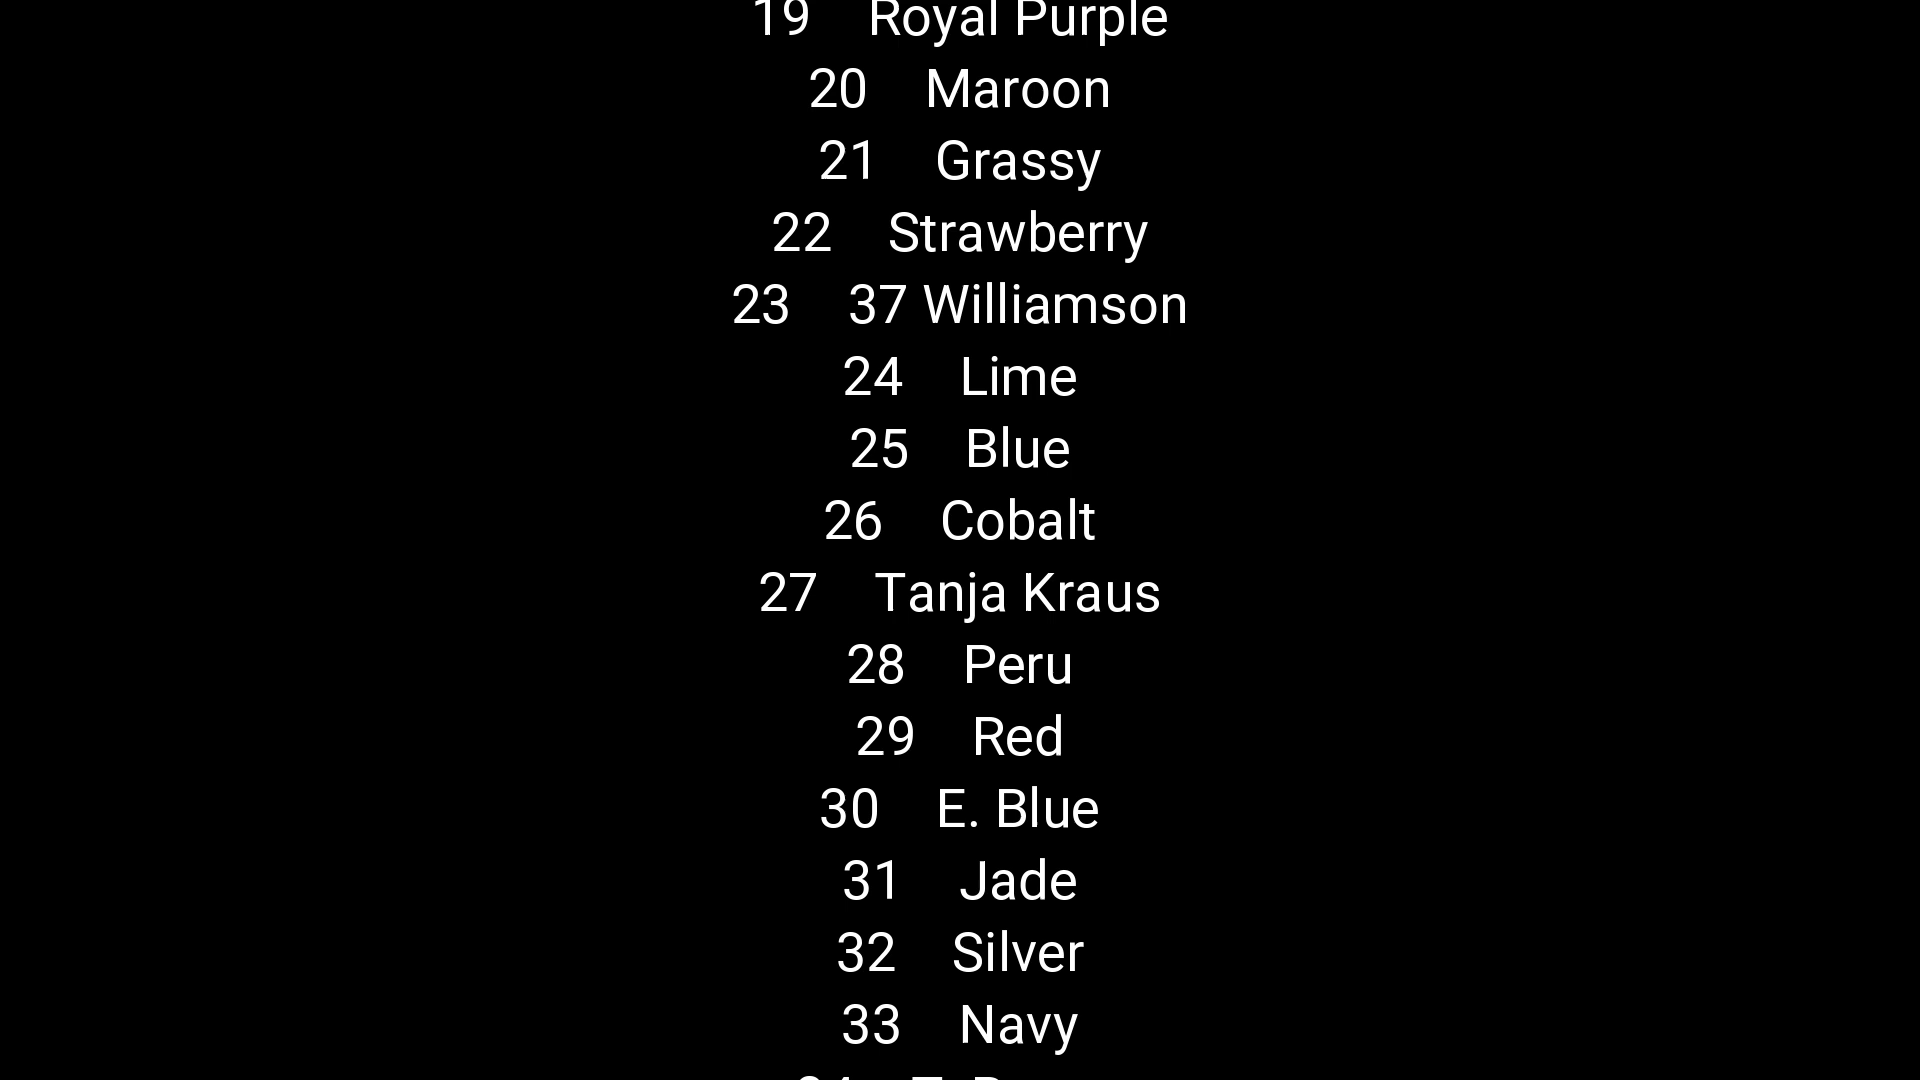 19 Royal Purple
20 Maroon
21 Grassy
22 Strawberry
23 37 Williamson
24 Lime
25 Blue
26 Cobalt
27 Tanja Kraus
28 Peru
29 Red
30 E. Blue
31 Jade
32 Silver
33 Navy